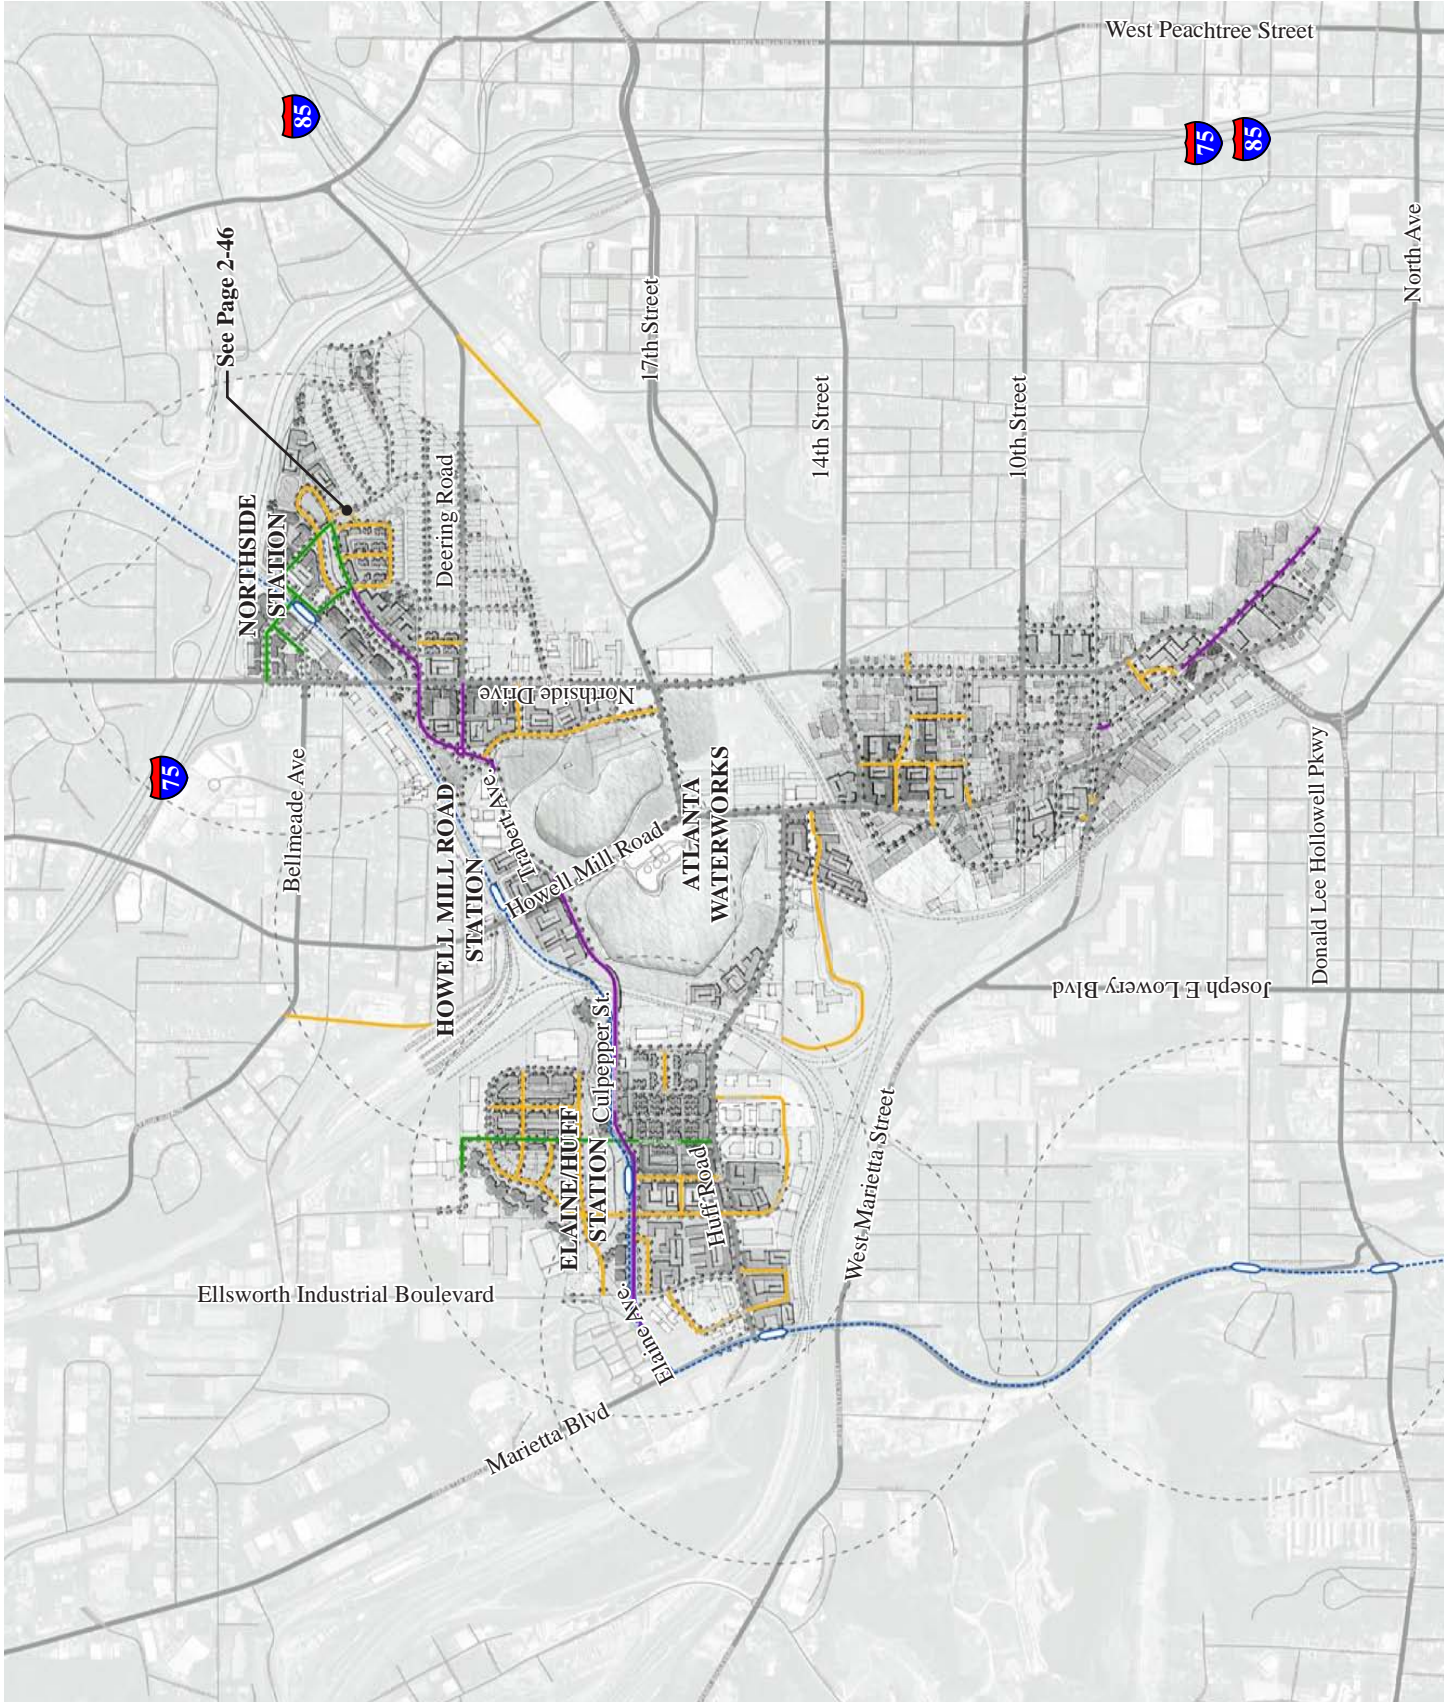 West Peachtree Street
85
75
85
North Ave
See Page 2-46
17th Street
14th Street
10th Street
NORTHSIDE
STATION
Deering Road
Northside Drive
75
Bellmeade Ave
HOWELL MILL ROAD
STATION
Trabert Ave.
Howell Mill Road
ATLANTA
WATERWORKS
Donald Lee Hollowell Pkwy
Joseph E Lowery Blvd
Culpepper St.
ELAINE/HUFF
STATION
Huff Road
West Marietta Street
Ellsworth Industrial Boulevard
Elaine Ave.
Marietta Blvd